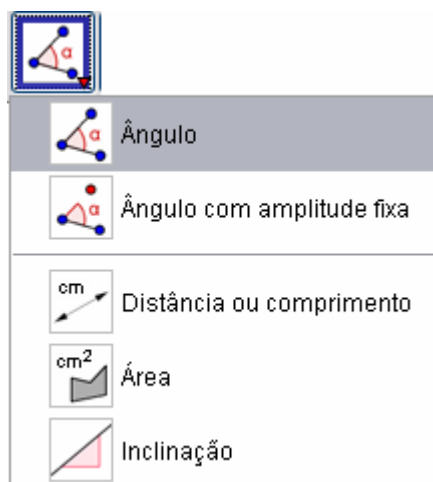 α
α Ângulo
α Ângulo com amplitude fixa
cm Distância ou comprimento
cm² Área
Inclinação